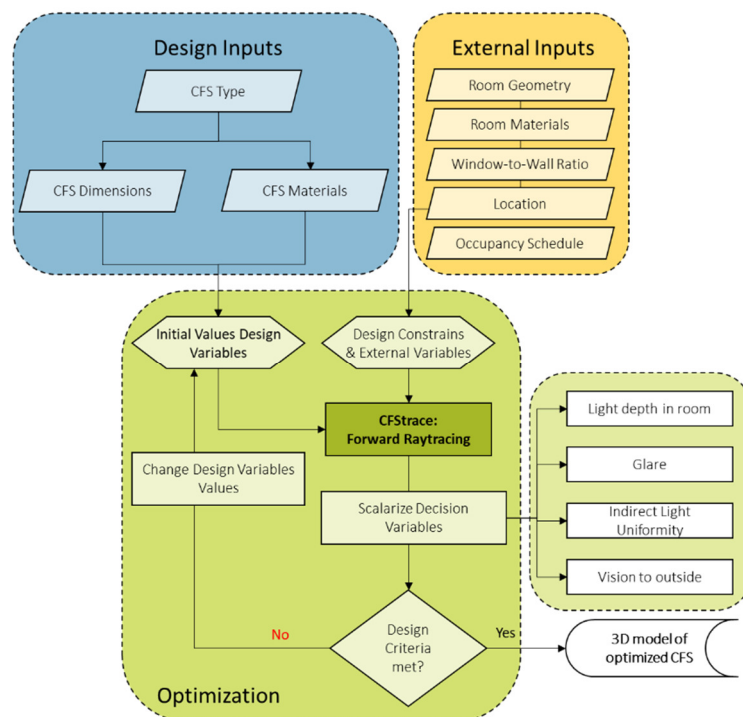 Design Inputs
CFS Type
CFS Dimensions
CFS Materials
External Inputs
Room Geometry
Room Materials
Window-to-Wall Ratio
Location
Occupancy Schedule
Initial Values Design
Variables
Design Constrains
& External Variables
CFStrace:
Forward Raytracing
Change Design Variables
Values
Scalarize Decision
Variables
Light depth in room
Glare
Indirect Light
Uniformity
Vision to outside
No
Design
Criteria
met?
Yes
3D model of
optimized CFS
Optimization